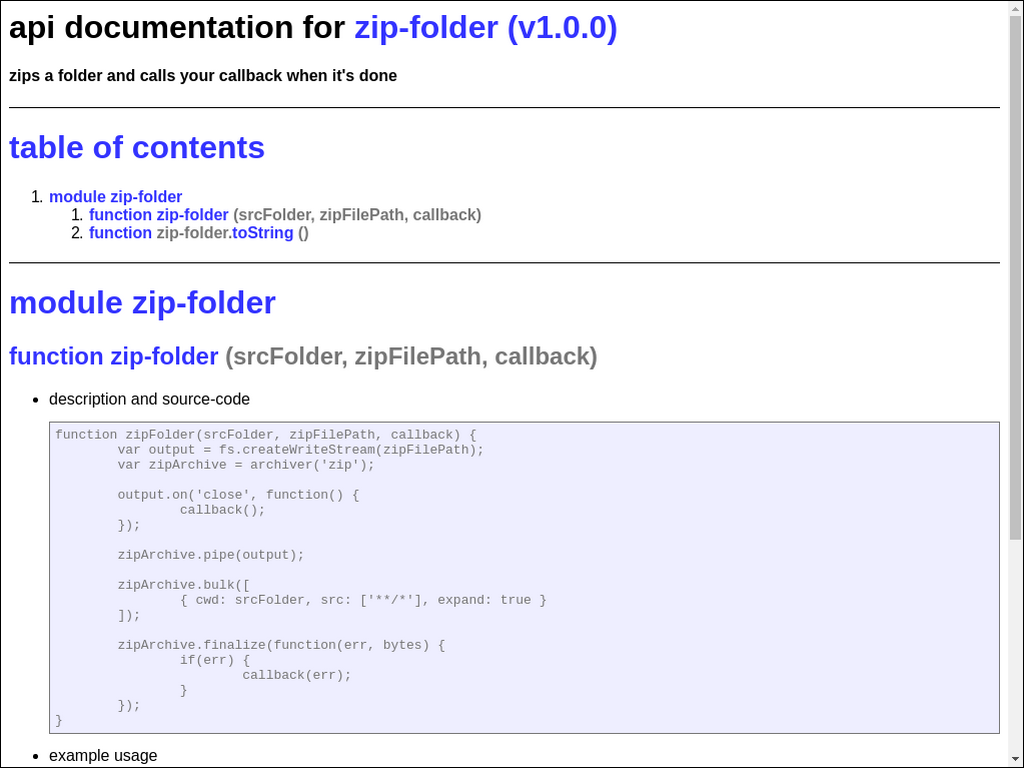 api documentation for zip-folder (v1.0.0)
zips a folder and calls your callback when it's done
table of contents
1. module zip-folder
1. function zip-folder (srcFolder, zipFilePath, callback)
2. function zip-folder.toString ()
module zip-folder
function zip-folder (srcFolder, zipFilePath, callback)
• description and source-code
function zipFolder(srcFolder, zipFilePath, callback) {
        var output = fs.createWriteStream(zipFilePath);
        var zipArchive = archiver('zip');

        output.on('close', function() {
                callback();
        });

        zipArchive.pipe(output);

        zipArchive.bulk([
                { cwd: srcFolder, src: ['**/*'], expand: true }
        ]);

        zipArchive.finalize(function(err, bytes) {
                if(err) {
                        callback(err);
                }
        });
}
• example usage